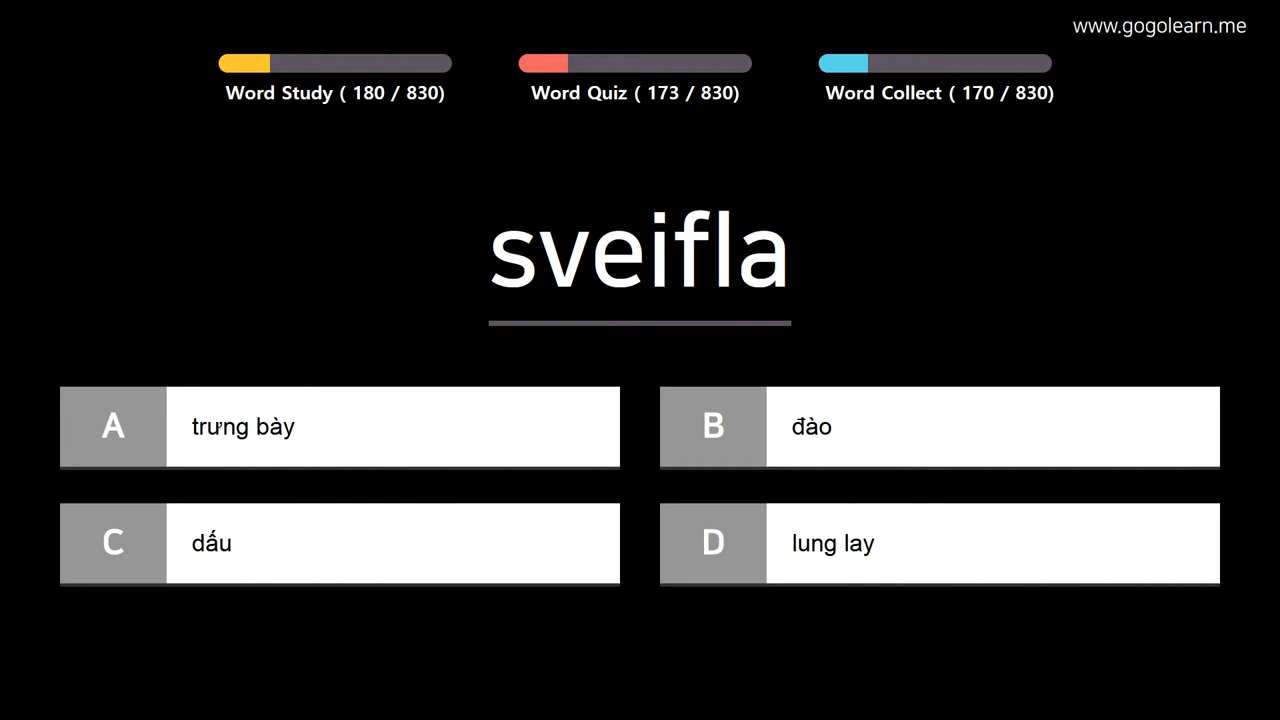 www.gogolearn.me
Word Study ( 180 / 830)
Word Quiz ( 173 / 830)
Word Collect ( 170 / 830)
sveifla
A trưng bày
B đào
C dấu
D lung lay